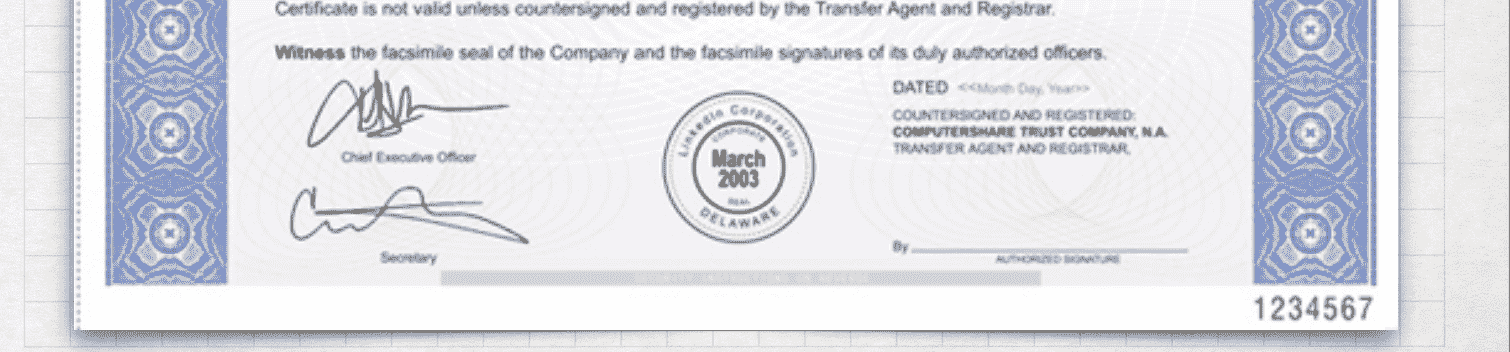 Certificate is not valid unless countersigned and registered by the Transfer Agent and Registrar.
Witness the facsimile seal of the Company and the facsimile signatures of its duly authorized officers.
Chief Executive Officer
Secretary
LinkedIn Corporation
CORPORATE
March
2003
SEAL
DELAWARE
DATED <<Month Day, Year>>
COUNTERSIGNED AND REGISTERED:
COMPUTERSHARE TRUST COMPANY, N.A.
TRANSFER AGENT AND REGISTRAR,
By
AUTHORIZED SIGNATURE
1234567